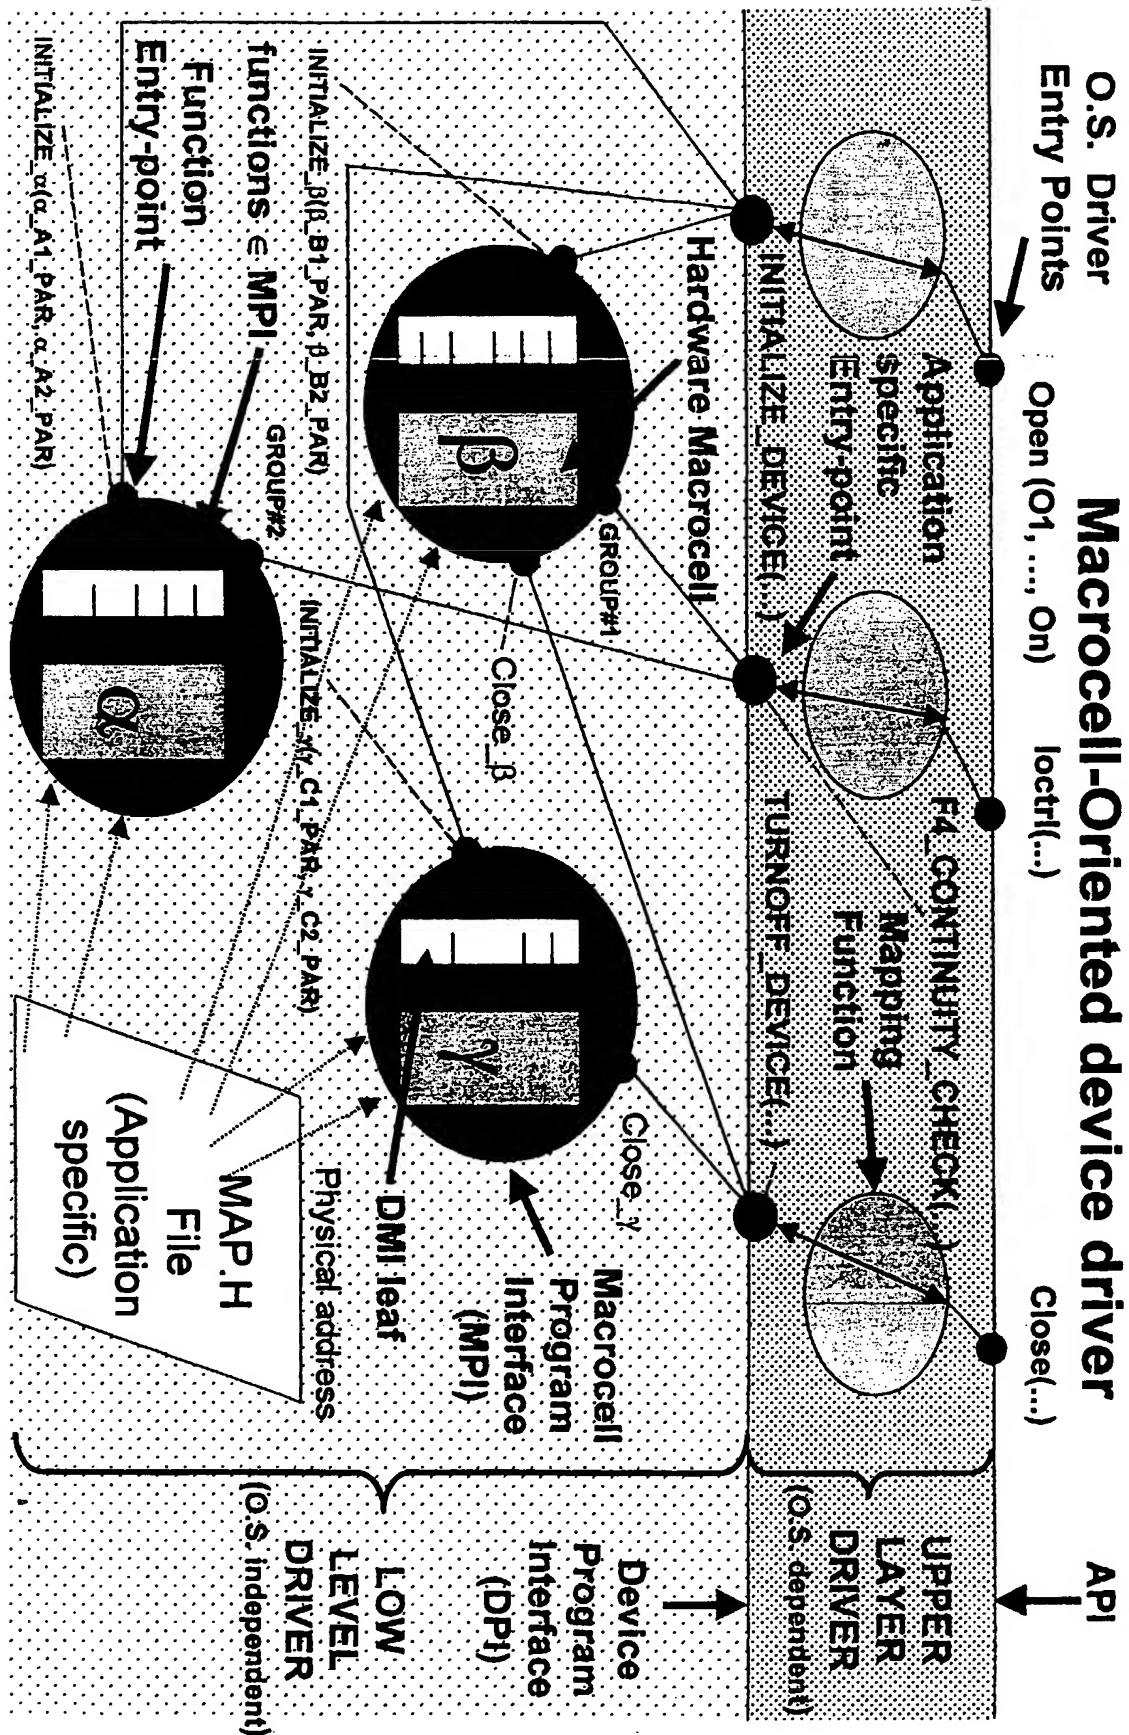 Macrocell-Oriented device driver
O.S. Driver
Entry Points
Open (O1, ..., On)
Ioctrl(...)
Close(...)
API
Application
specific
Entry-point
F4_CONTINUITY_CHECK(...)
Mapping
Function
UPPER
LAYER
DRIVER
(O.S. dependent)
INITIALIZE_DEVICE(...)
TURNOFF_DEVICE(...)
Hardware Macrocell
GROUP#1
Close_β
Close_γ
Device
Program
Interface
(DPI)
Macrocell
Program
Interface
(MPI)
β
γ
DMI leaf
INITIALIZE_β(β_B1_PAR, β_B2_PAR)
INITIALIZE_γ(γ_C1_PAR, γ_C2_PAR)
Physical address
LOW
LEVEL
DRIVER
(O.S. independent)
functions ∈ MPI
GROUP#2
Function
Entry-point
α
MAP.H
File
(Application
specific)
INITIALIZE_α(α_A1_PAR, α_A2_PAR)